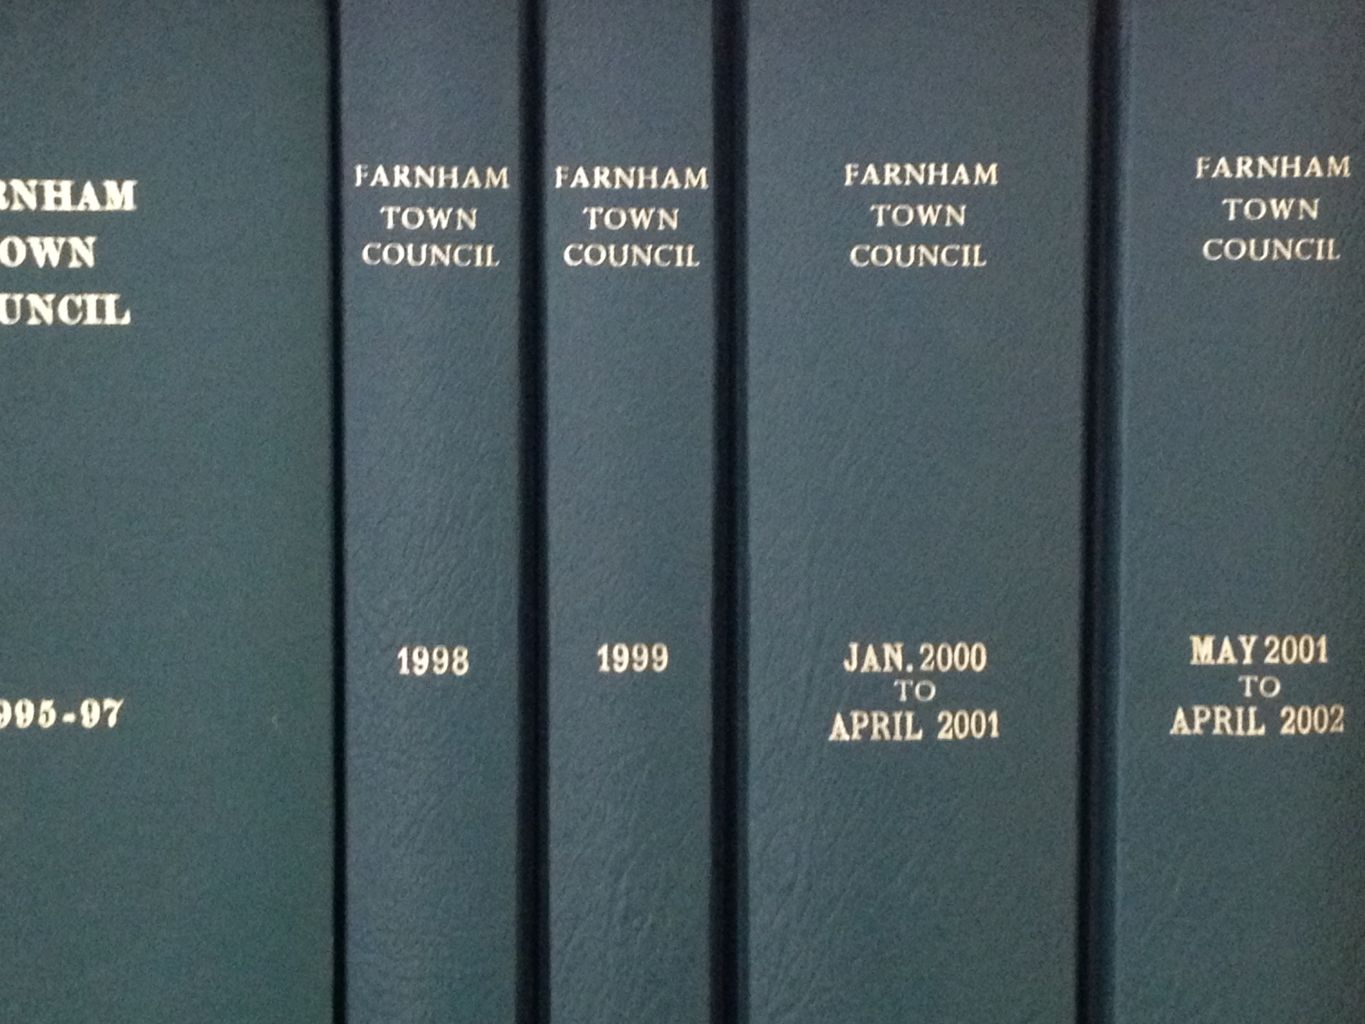 RNHAM
OWN
UNCIL
995-97
FARNHAM
TOWN
COUNCIL
1998
FARNHAM
TOWN
COUNCIL
1999
FARNHAM
TOWN
COUNCIL
JAN. 2000
TO
APRIL 2001
FARNHAM
TOWN
COUNCIL
MAY 2001
TO
APRIL 2002